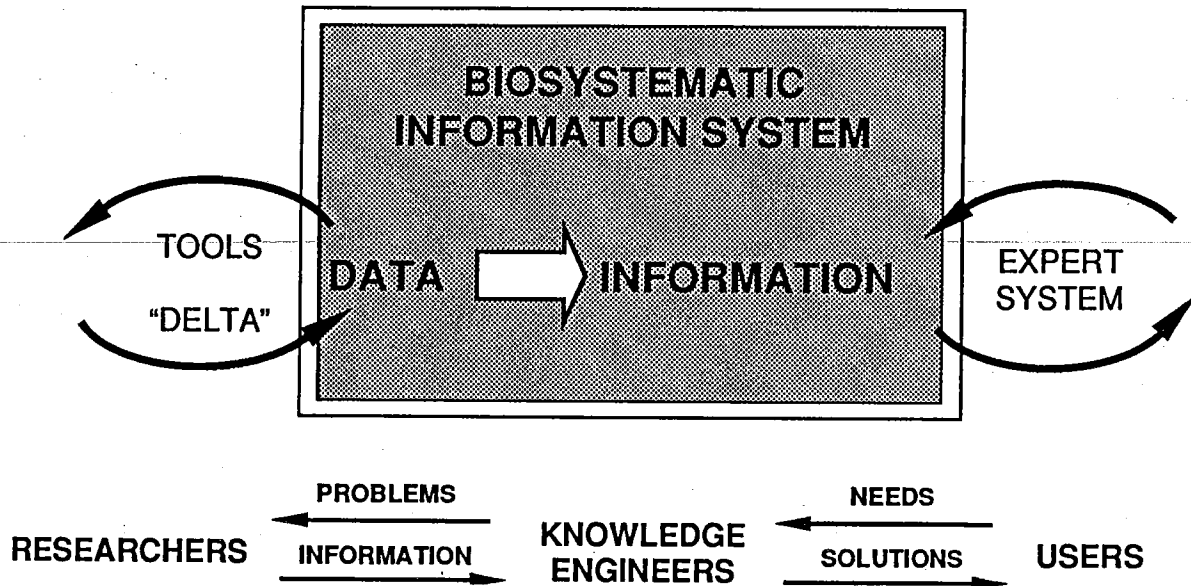 BIOSYSTEMATIC
INFORMATION SYSTEM
TOOLS
"DELTA"
DATA
INFORMATION
EXPERT
SYSTEM
PROBLEMS
NEEDS
RESEARCHERS
INFORMATION
KNOWLEDGE
ENGINEERS
SOLUTIONS
USERS